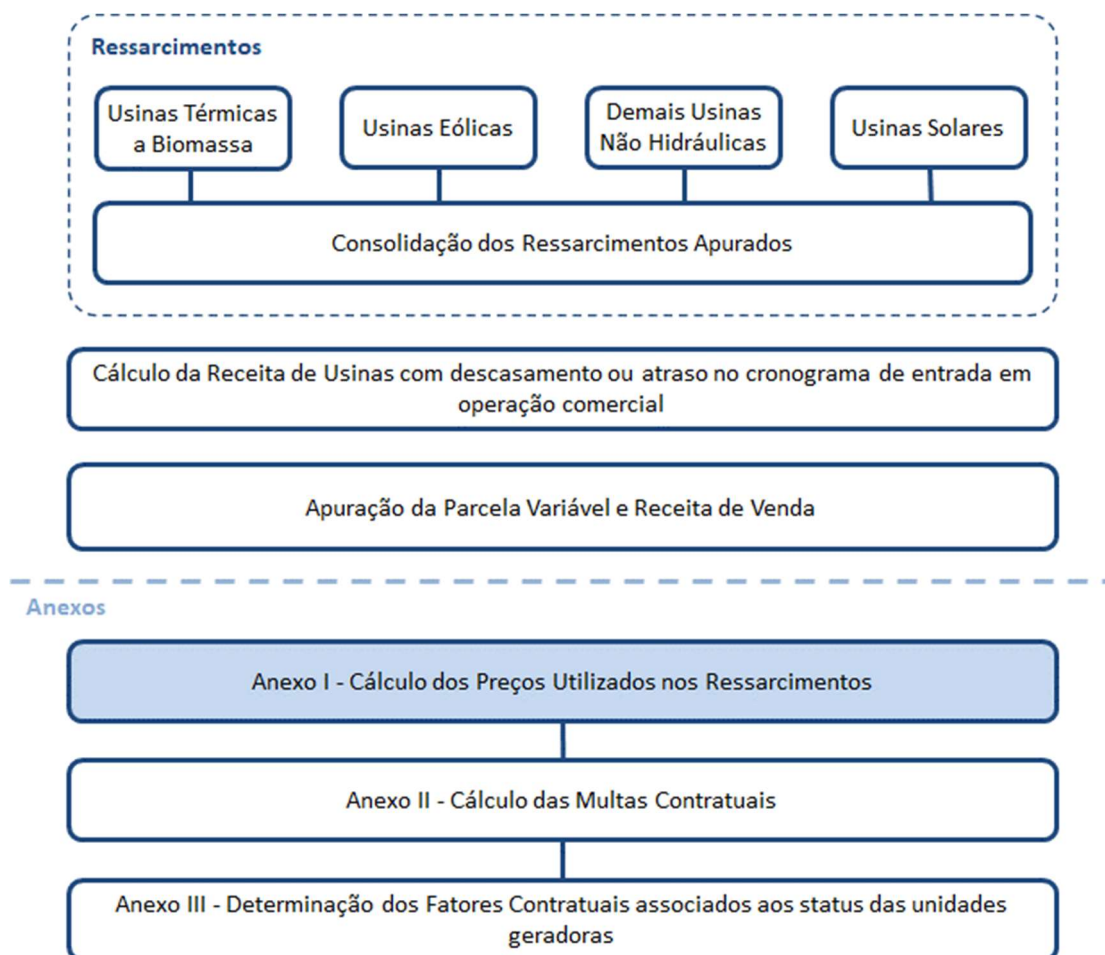 Ressarcimentos
Usinas Térmicas
a Biomassa
Usinas Eólicas
Demais Usinas
Não Hidráulicas
Usinas Solares
Consolidação dos Ressarcimentos Apurados
Cálculo da Receita de Usinas com descasamento ou atraso no cronograma de entrada em
operação comercial
Apuração da Parcela Variável e Receita de Venda
Anexos
Anexo I - Cálculo dos Preços Utilizados nos Ressarcimentos
Anexo II - Cálculo das Multas Contratuais
Anexo III - Determinação dos Fatores Contratuais associados aos status das unidades
geradoras